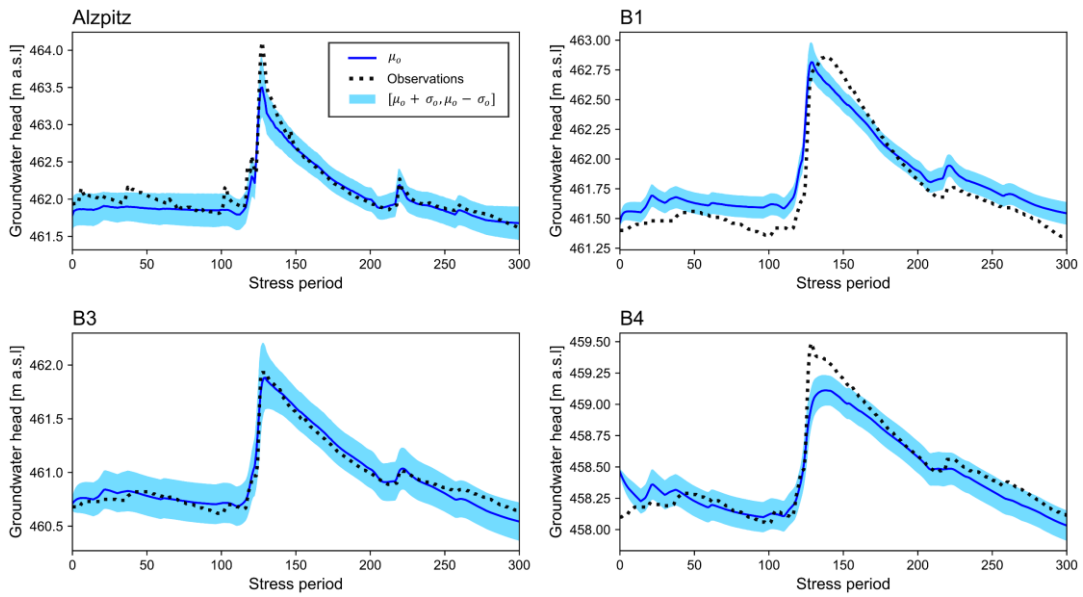 Alzpitz
Groundwater head [m a.s.l]
464.0
463.5
463.0
462.5
462.0
461.5
μₒ
Observations
[μₒ + σₒ, μₒ − σₒ]
0 50 100 150 200 250 300
Stress period
B1
Groundwater head [m a.s.l]
463.00
462.75
462.50
462.25
462.00
461.75
461.50
461.25
0 50 100 150 200 250 300
Stress period
B3
Groundwater head [m a.s.l]
462.0
461.5
461.0
460.5
0 50 100 150 200 250 300
Stress period
B4
Groundwater head [m a.s.l]
459.50
459.25
459.00
458.75
458.50
458.25
458.00
0 50 100 150 200 250 300
Stress period